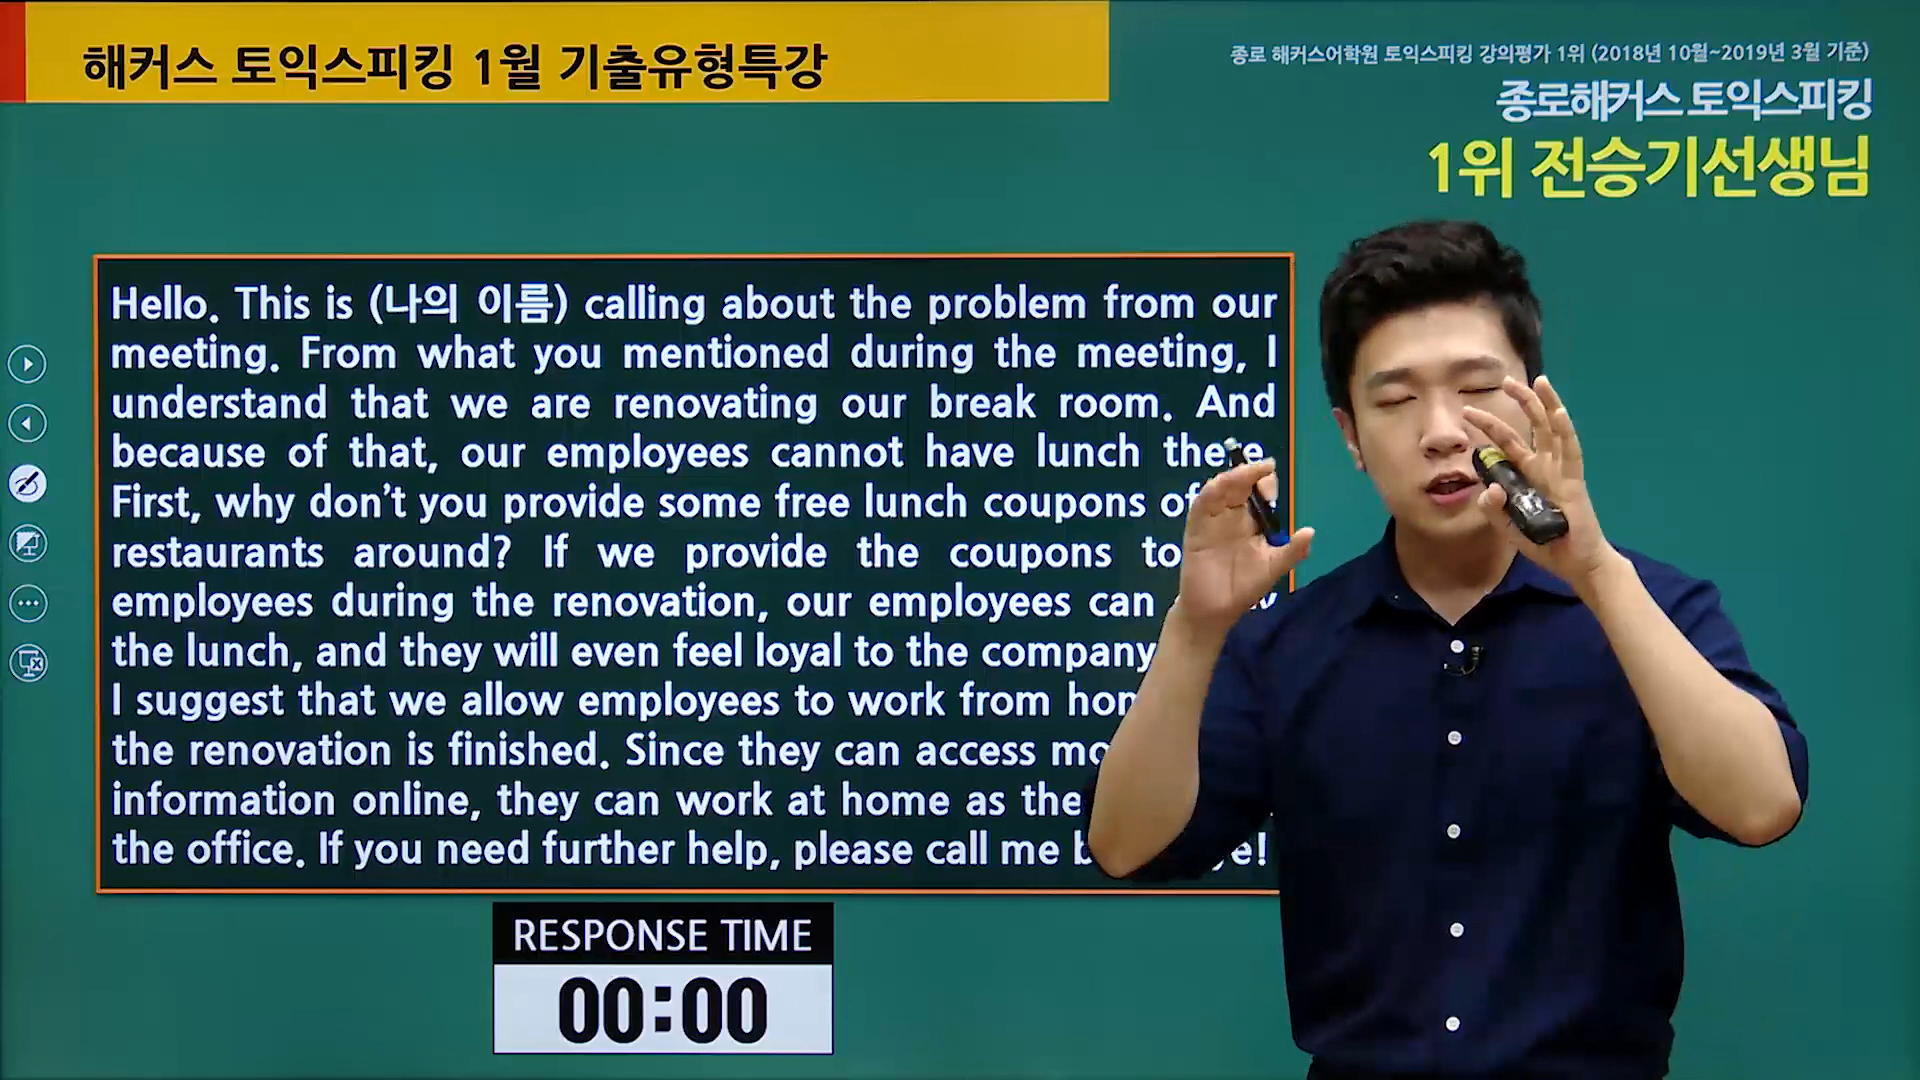 해커스 토익스피킹 1월 기출유형특강
종로 해커스어학원 토익스피킹 강의평가 1위 (2018년 10월~2019년 3월 기준)
종로해커스 토익스피킹
1위 전승기선생님
Hello. This is (나의 이름) calling about the problem from our
meeting. From what you mentioned during the meeting, I
understand that we are renovating our break room. And
because of that, our employees cannot have lunch there.
First, why don't you provide some free lunch coupons
restaurants around? If we provide the coupons to
employees during the renovation, our employees can
the lunch, and they will even feel loyal to the company
I suggest that we allow employees to work from
the renovation is finished. Since they can access
information online, they can work at home as
the office. If you need further help, please call me
RESPONSE TIME
00:00